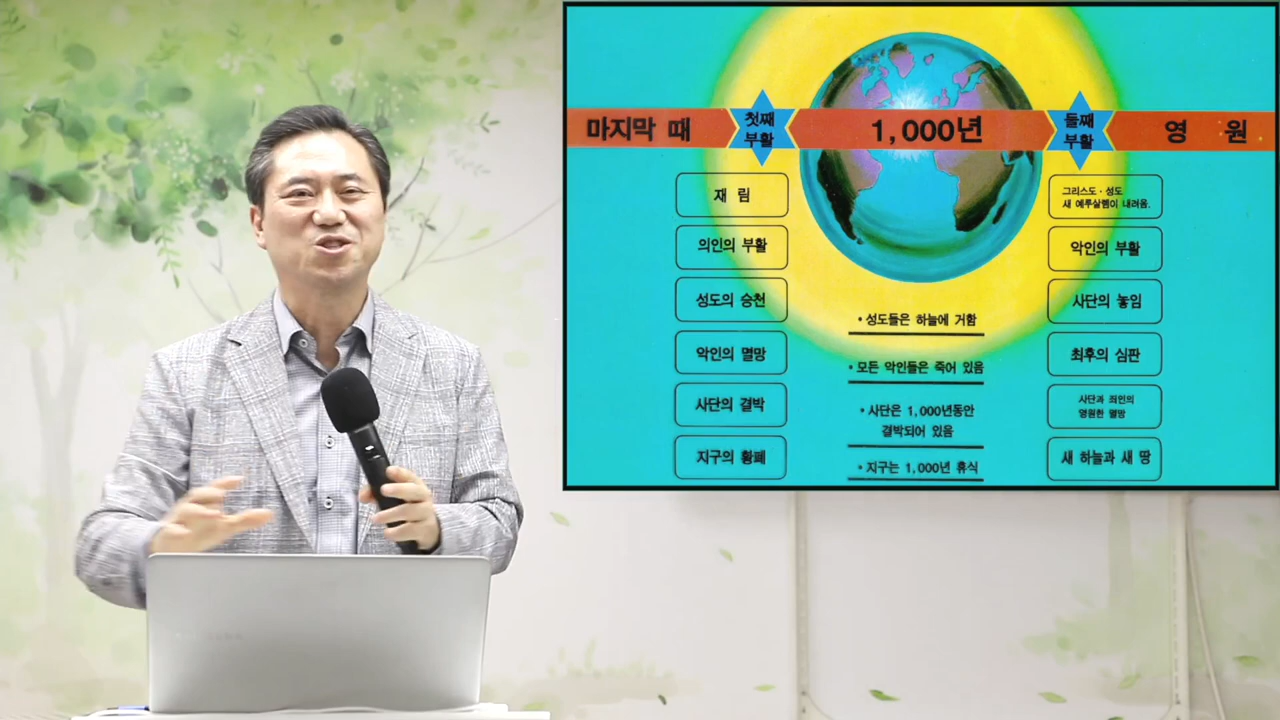 마지막 때
첫째
부활
1,000년
둘째
부활
영 원
재 림
의인의 부활
성도의 승천
악인의 멸망
사단의 결박
지구의 황폐
• 성도들은 하늘에 거함
• 모든 악인들은 죽어 있음
• 사단은 1,000년동안
결박되어 있음
• 지구는 1,000년 휴식
그리스도 · 성도
새 예루살렘이 내려옴.
악인의 부활
사단의 놓임
최후의 심판
사단과 죄인의
영원한 멸망
새 하늘과 새 땅